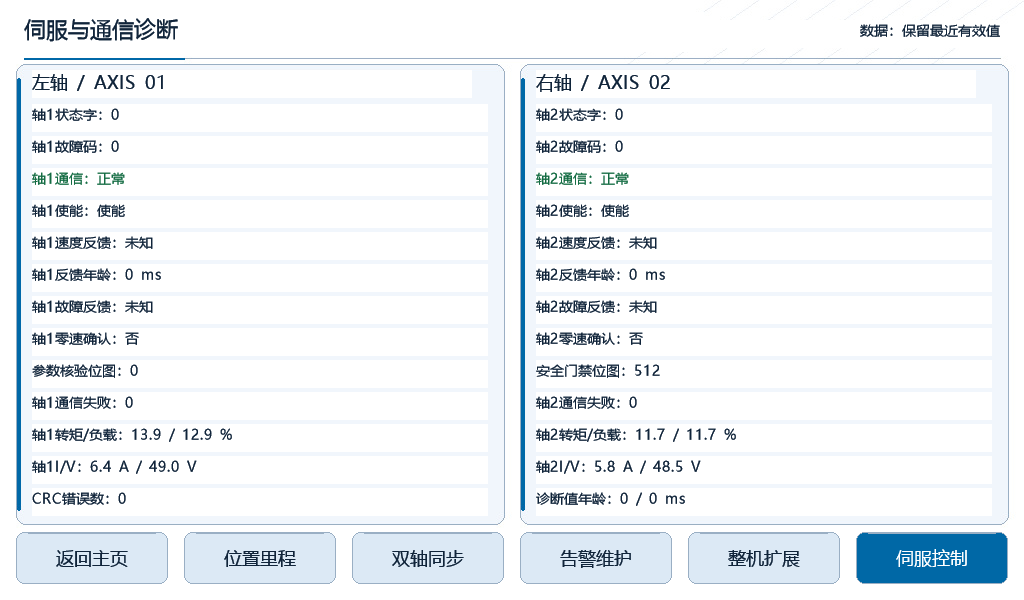 伺服与通信诊断
数据：保留最近有效值
左轴 / AXIS 01
轴1状态字：0
轴1故障码：0
轴1通信：正常
轴1使能：使能
轴1速度反馈：未知
轴1反馈年龄：0 ms
轴1故障反馈：未知
轴1零速确认：否
参数核验位图：0
轴1通信失败：0
轴1转矩/负载：13.9 / 12.9 %
轴1I/V：6.4 A / 49.0 V
CRC错误数：0
右轴 / AXIS 02
轴2状态字：0
轴2故障码：0
轴2通信：正常
轴2使能：使能
轴2速度反馈：未知
轴2反馈年龄：0 ms
轴2故障反馈：未知
轴2零速确认：否
安全门禁位图：512
轴2通信失败：0
轴2转矩/负载：11.7 / 11.7 %
轴2I/V：5.8 A / 48.5 V
诊断值年龄：0 / 0 ms
返回主页
位置里程
双轴同步
告警维护
整机扩展
伺服控制